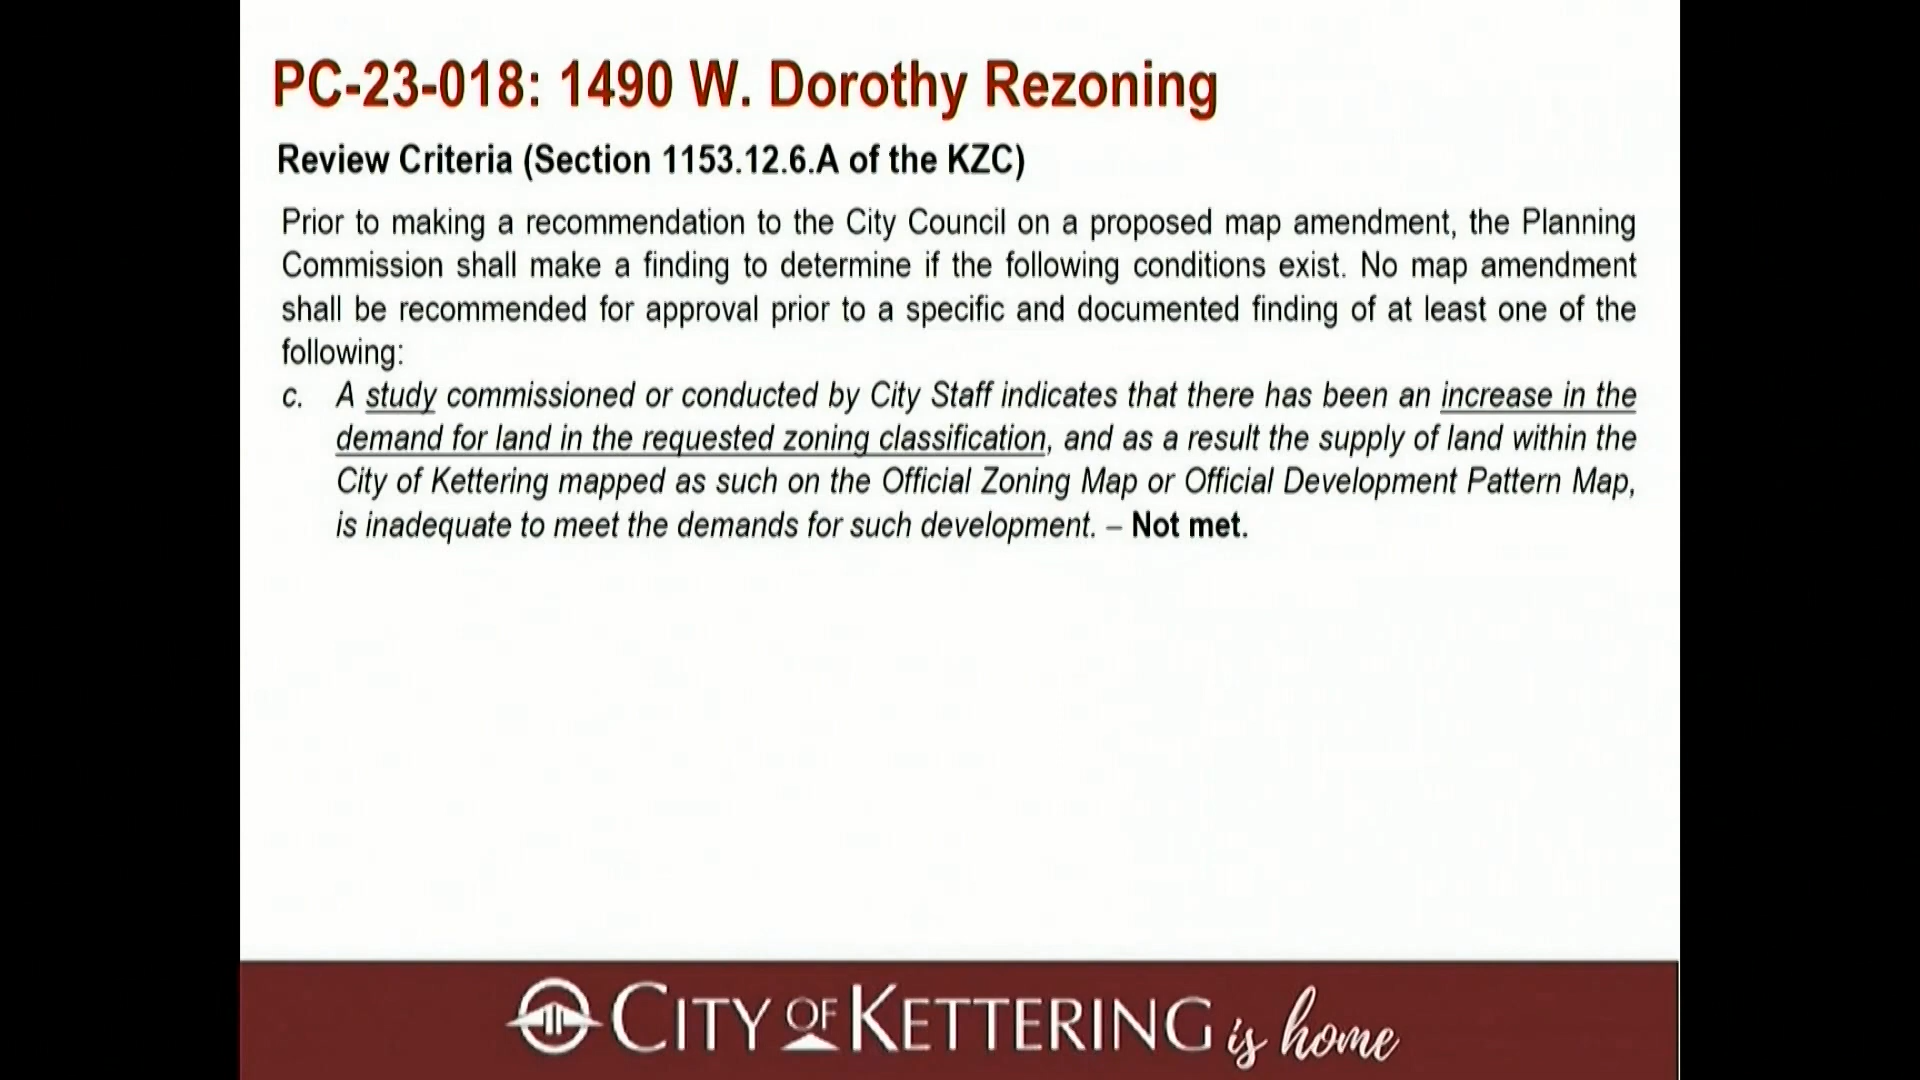 PC-23-018: 1490 W. Dorothy Rezoning
Review Criteria (Section 1153.12.6.A of the KZC)
Prior to making a recommendation to the City Council on a proposed map amendment, the Planning
Commission shall make a finding to determine if the following conditions exist. No map amendment
shall be recommended for approval prior to a specific and documented finding of at least one of the
following:
c. A study commissioned or conducted by City Staff indicates that there has been an increase in the
demand for land in the requested zoning classification, and as a result the supply of land within the
City of Kettering mapped as such on the Official Zoning Map or Official Development Pattern Map,
is inadequate to meet the demands for such development. – Not met.
CITY OF KETTERING is home